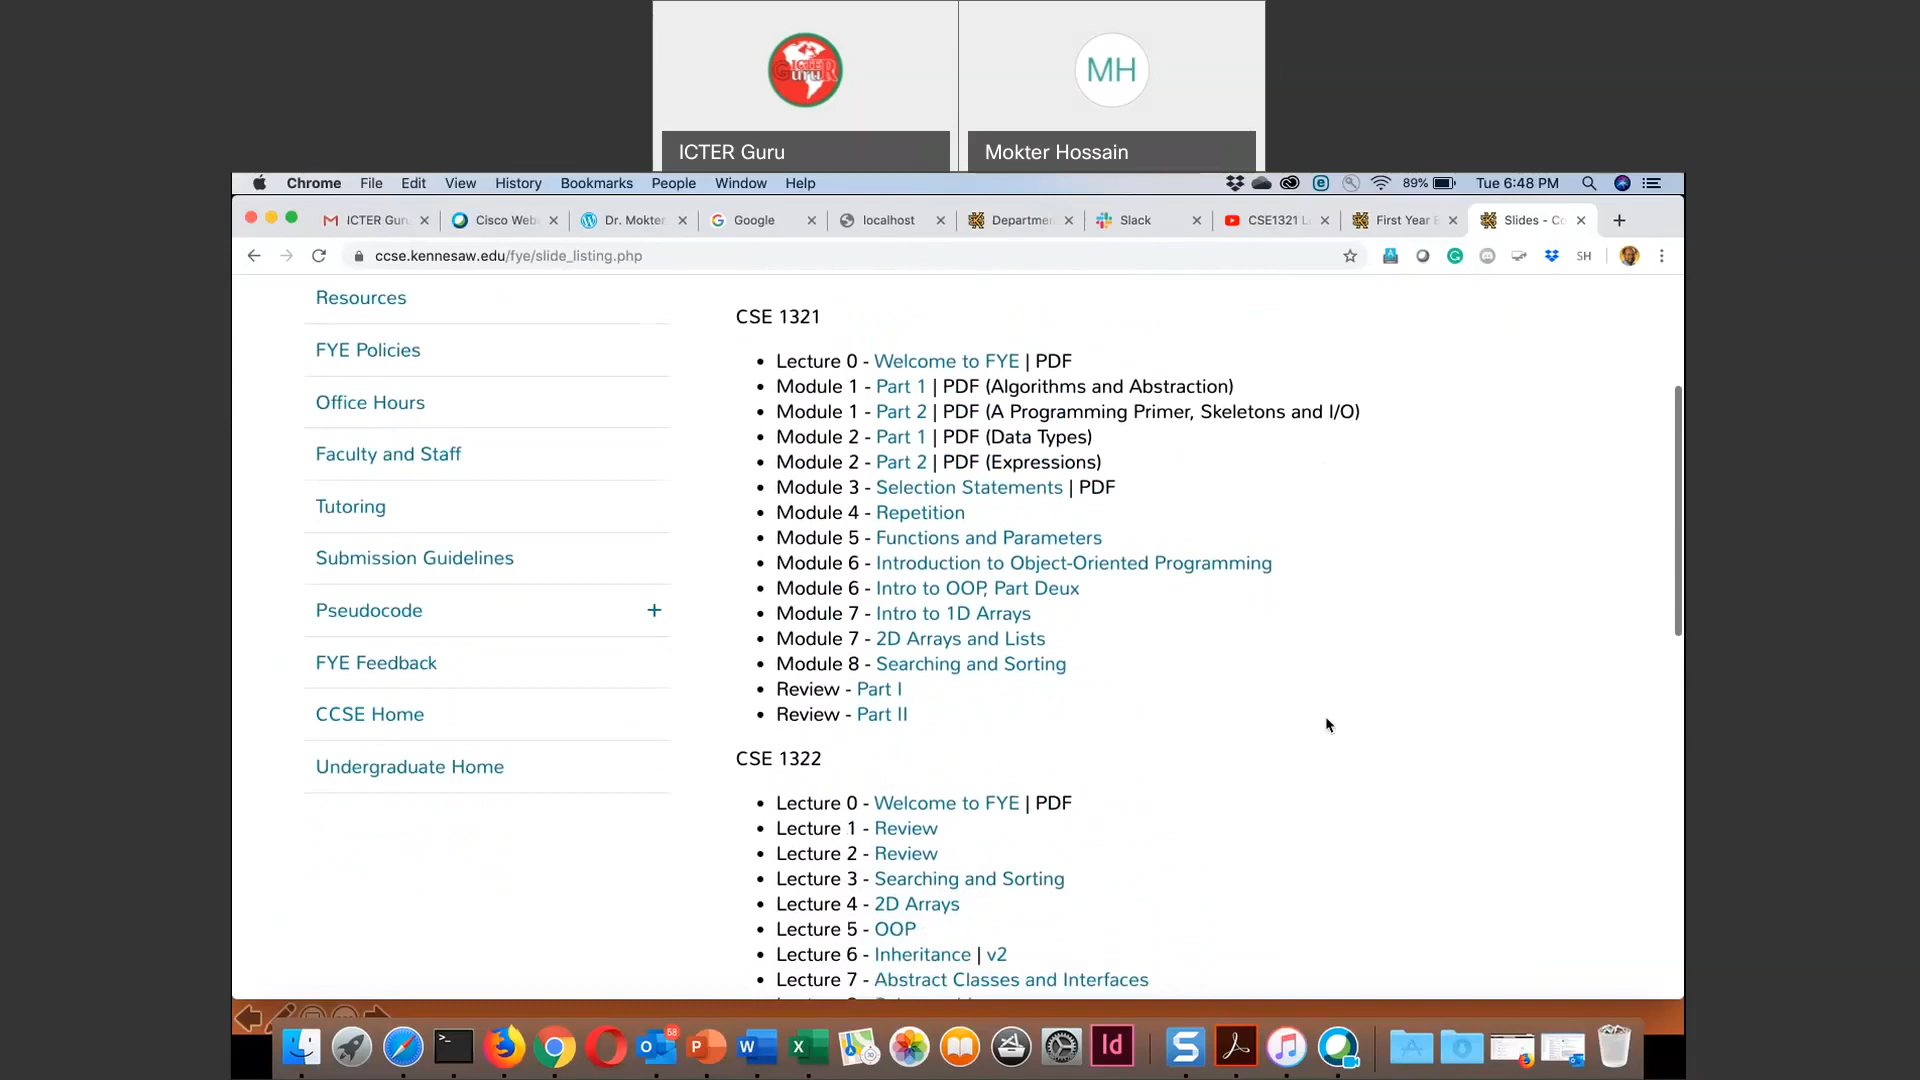 ICTER
Guru
MH
ICTER Guru
Mokter Hossain
Chrome File Edit View History Bookmarks People Window Help
89% Tue 6:48 PM
ICTER Gur
Cisco Web
Dr. Mokter
Google
localhost
Departmen
Slack
CSE1321 L
First Year E
Slides - Co
ccse.kennesaw.edu/fye/slide_listing.php
SH
Resources
FYE Policies
Office Hours
Faculty and Staff
Tutoring
Submission Guidelines
Pseudocode +
FYE Feedback
CCSE Home
Undergraduate Home
CSE 1321
• Lecture 0 - Welcome to FYE | PDF
• Module 1 - Part 1 | PDF (Algorithms and Abstraction)
• Module 1 - Part 2 | PDF (A Programming Primer, Skeletons and I/O)
• Module 2 - Part 1 | PDF (Data Types)
• Module 2 - Part 2 | PDF (Expressions)
• Module 3 - Selection Statements | PDF
• Module 4 - Repetition
• Module 5 - Functions and Parameters
• Module 6 - Introduction to Object-Oriented Programming
• Module 6 - Intro to OOP, Part Deux
• Module 7 - Intro to 1D Arrays
• Module 7 - 2D Arrays and Lists
• Module 8 - Searching and Sorting
• Review - Part I
• Review - Part II
CSE 1322
• Lecture 0 - Welcome to FYE | PDF
• Lecture 1 - Review
• Lecture 2 - Review
• Lecture 3 - Searching and Sorting
• Lecture 4 - 2D Arrays
• Lecture 5 - OOP
• Lecture 6 - Inheritance | v2
• Lecture 7 - Abstract Classes and Interfaces
58
Id